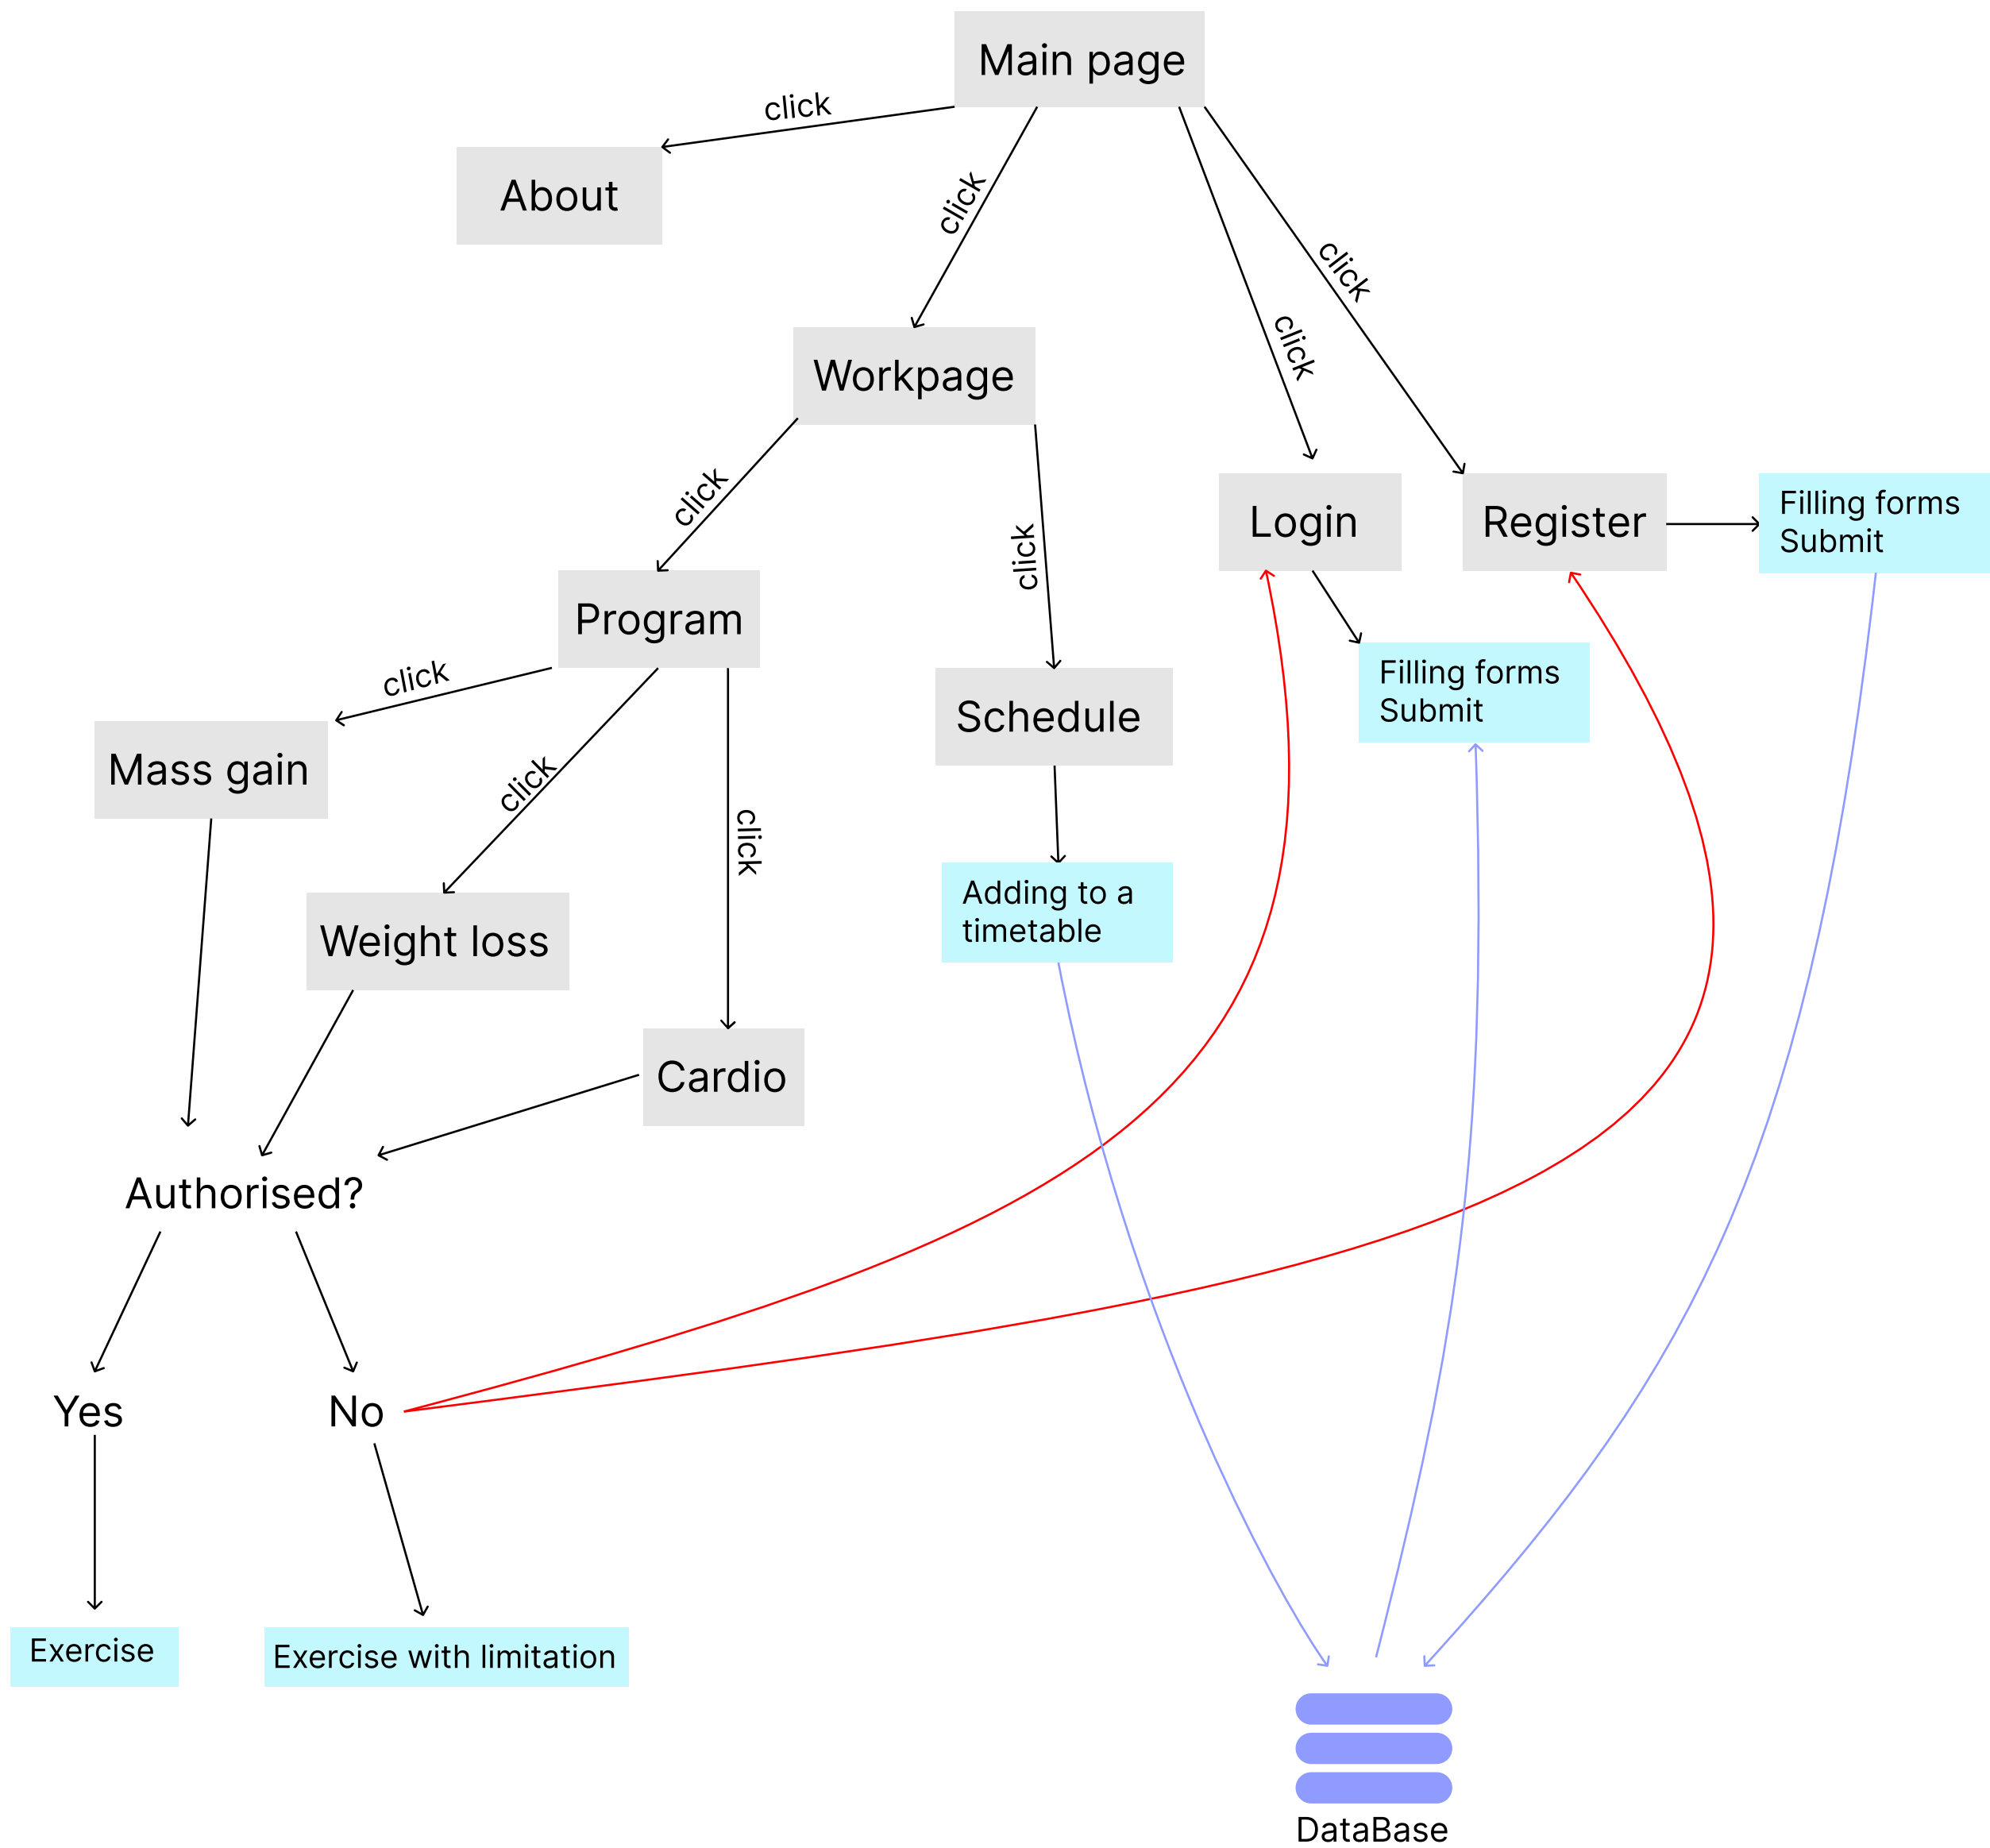 Main page
click
About
click
click
click
Workpage
click
click
Login
Register
Filling forms
Submit
Program
click
click
click
Schedule
Filling forms
Submit
Mass gain
Weight loss
Adding to a
timetable
Cardio
Authorised?
Yes
No
Exercise
Exercise with limitation
DataBase